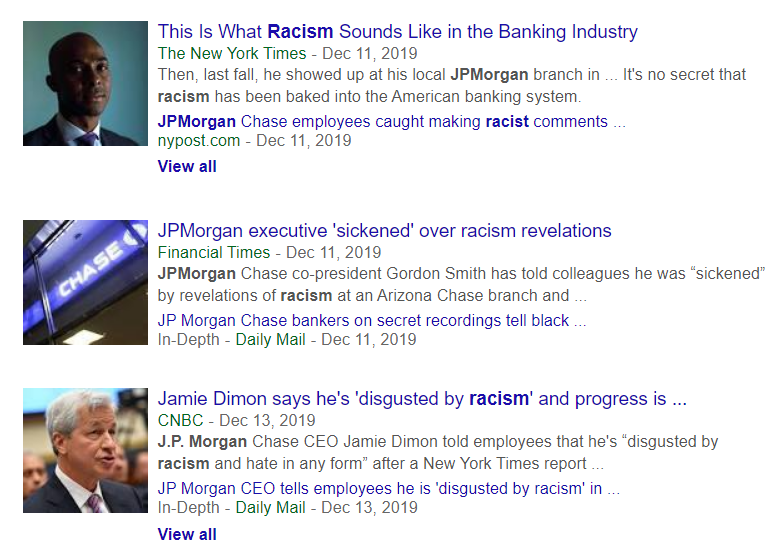 This Is What Racism Sounds Like in the Banking Industry
The New York Times - Dec 11, 2019
Then, last fall, he showed up at his local JPMorgan branch in ... It's no secret that
racism has been baked into the American banking system.
JPMorgan Chase employees caught making racist comments ...
nypost.com - Dec 11, 2019
View all
CHASE
JPMorgan executive 'sickened' over racism revelations
Financial Times - Dec 11, 2019
JPMorgan Chase co-president Gordon Smith has told colleagues he was “sickened”
by revelations of racism at an Arizona Chase branch and ...
JP Morgan Chase bankers on secret recordings tell black ...
In-Depth - Daily Mail - Dec 11, 2019
Jamie Dimon says he's 'disgusted by racism' and progress is ...
CNBC - Dec 13, 2019
J.P. Morgan Chase CEO Jamie Dimon told employees that he's “disgusted by
racism and hate in any form” after a New York Times report ...
JP Morgan CEO tells employees he is 'disgusted by racism' in ...
In-Depth - Daily Mail - Dec 13, 2019
View all